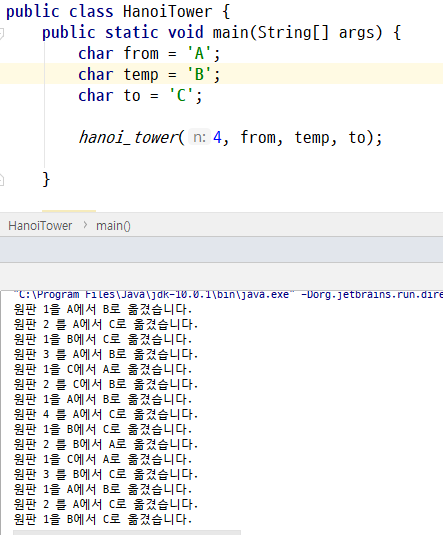 public class HanoiTower {
public static void main(String[] args) {
char from = 'A';
char temp = 'B';
char to = 'C';
hanoi_tower( n: 4, from, temp, to);
}
HanoiTower > main()
"C:\Program Files\Java\jdk-10.0.1\bin\java.exe" -Dorg.jetbrains.run.dire
원판 1을 A에서 B로 옮겼습니다.
원판 2 를 A에서 C로 옮겼습니다.
원판 1을 B에서 C로 옮겼습니다.
원판 3 를 A에서 B로 옮겼습니다.
원판 1을 C에서 A로 옮겼습니다.
원판 2 를 C에서 B로 옮겼습니다.
원판 1을 A에서 B로 옮겼습니다.
원판 4 를 A에서 C로 옮겼습니다.
원판 1을 B에서 C로 옮겼습니다.
원판 2 를 B에서 A로 옮겼습니다.
원판 1을 C에서 A로 옮겼습니다.
원판 3 를 B에서 C로 옮겼습니다.
원판 1을 A에서 B로 옮겼습니다.
원판 2 를 A에서 C로 옮겼습니다.
원판 1을 B에서 C로 옮겼습니다.